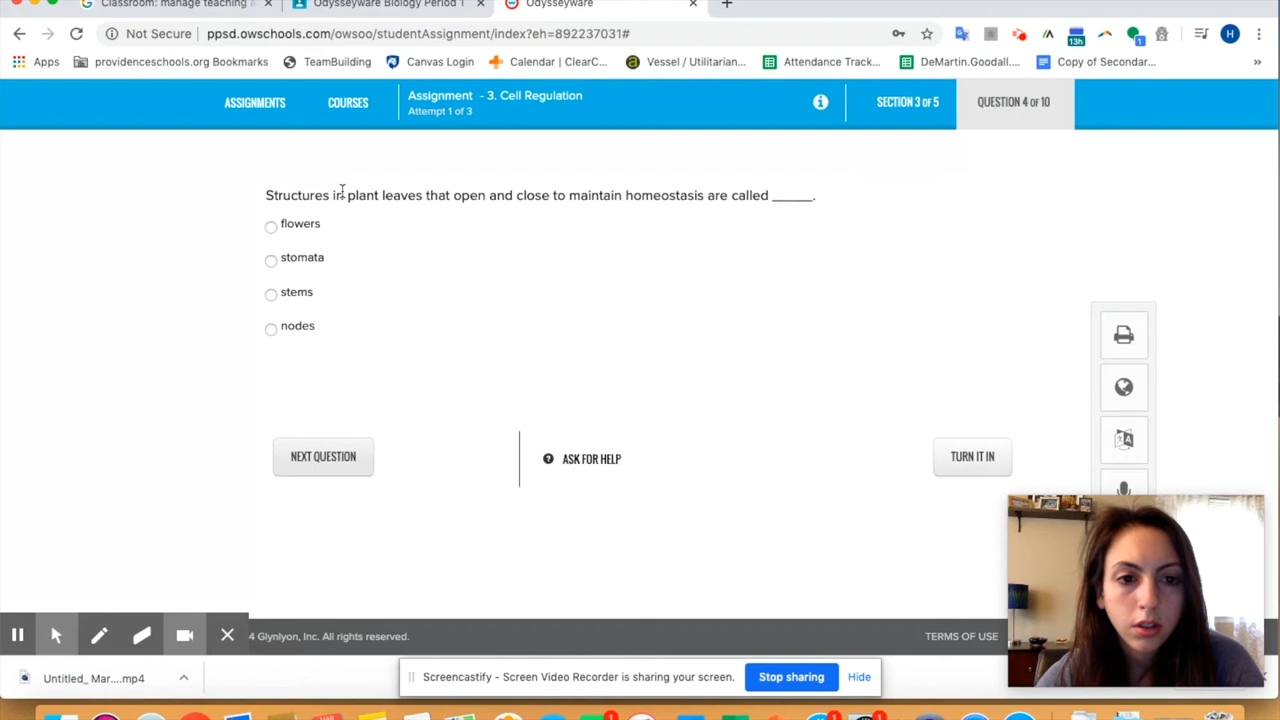 Classroom: manage teaching a
Odysseyware Biology Period 1
Odysseyware
Not Secure
ppsd.owschools.com/owsoo/studentAssignment/index?eh=892237031#
13h
1
H
Apps
providenceschools.org Bookmarks
TeamBuilding
Canvas Login
Calendar | ClearC...
Vessel / Utilitarian...
Attendance Track...
DeMartin.Goodall....
Copy of Secondar...
»
ASSIGNMENTS
COURSES
Assignment - 3. Cell Regulation
Attempt 1 of 3
SECTION 3 OF 5
QUESTION 4 OF 10
Structures in plant leaves that open and close to maintain homeostasis are called ______.
flowers
stomata
stems
nodes
NEXT QUESTION
ASK FOR HELP
TURN IT IN
4 Glynlyon, Inc. All rights reserved.
TERMS OF USE
Untitled_ Mar....mp4
Screencastify - Screen Video Recorder is sharing your screen.
Stop sharing
Hide